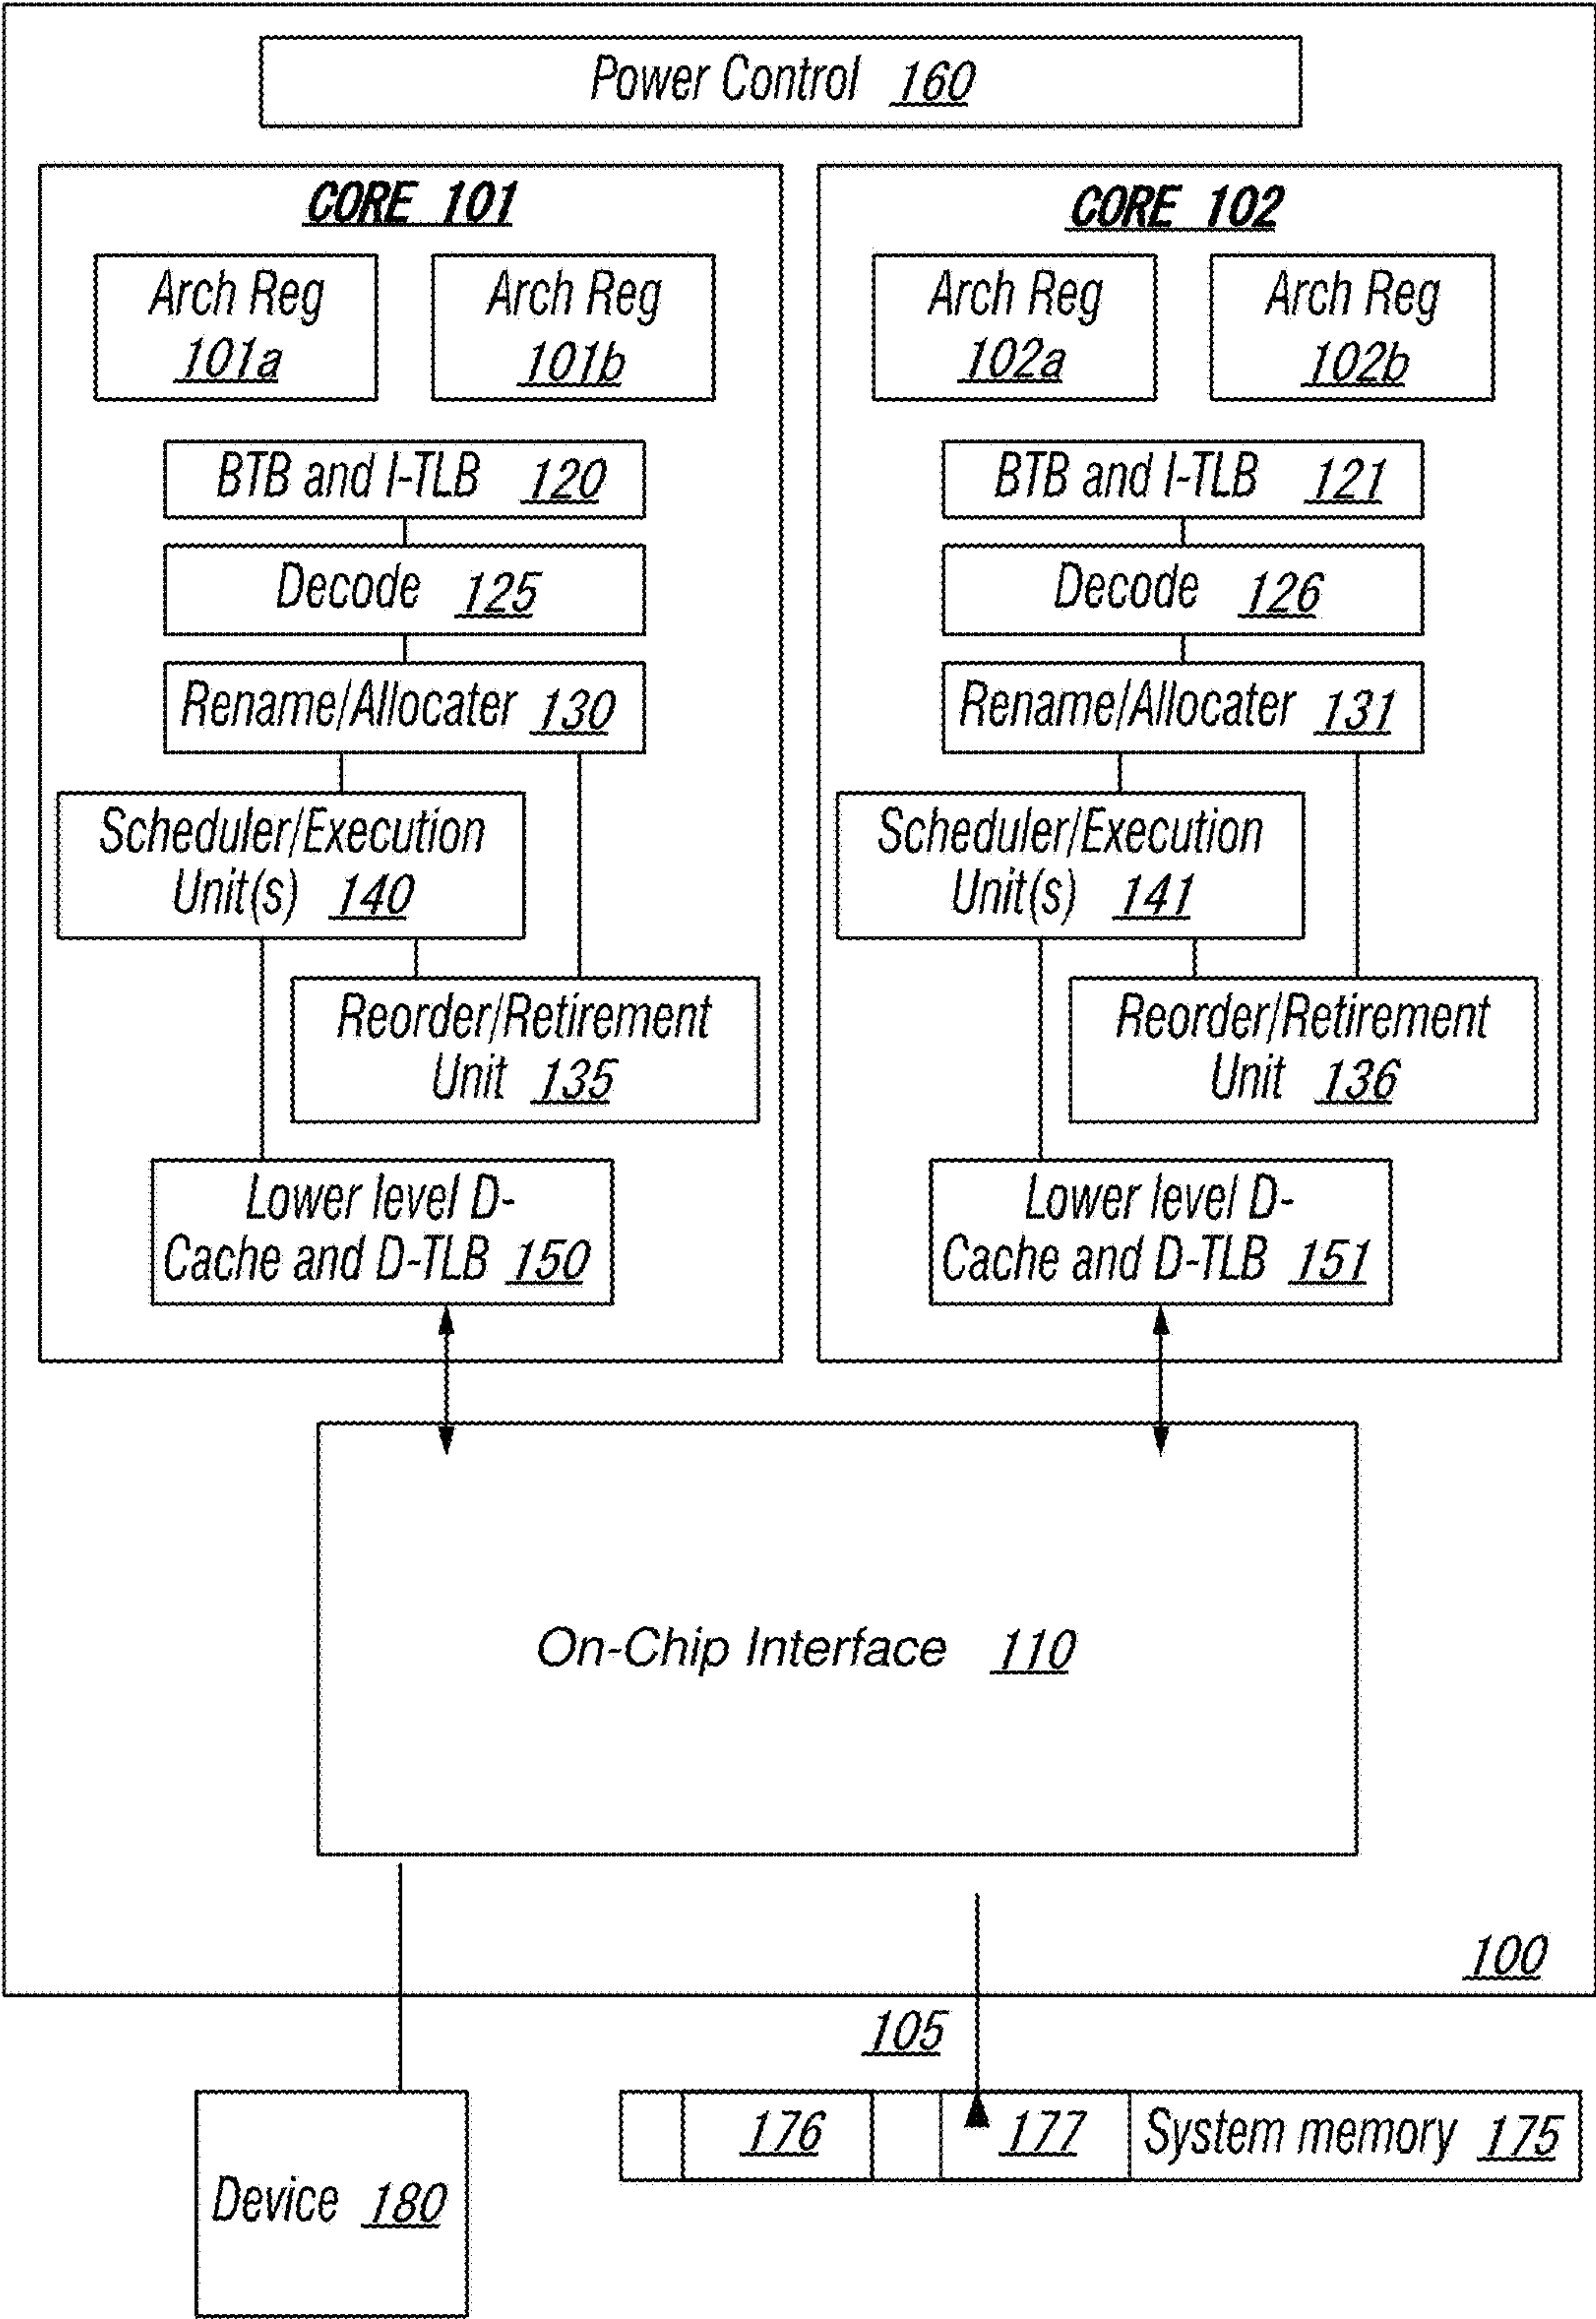 Power Control 160
CORE 101
Arch Reg
101a
Arch Reg
101b
BTB and I-TLB 120
Decode 125
Rename/Allocater 130
Scheduler/Execution
Unit(s) 140
Reorder/Retirement
Unit 135
Lower level D-
Cache and D-TLB 150
CORE 102
Arch Reg
102a
Arch Reg
102b
BTB and I-TLB 121
Decode 126
Rename/Allocater 131
Scheduler/Execution
Unit(s) 141
Reorder/Retirement
Unit 136
Lower level D-
Cache and D-TLB 151
On-Chip Interface 110
100
105
176
177
System memory 175
Device 180